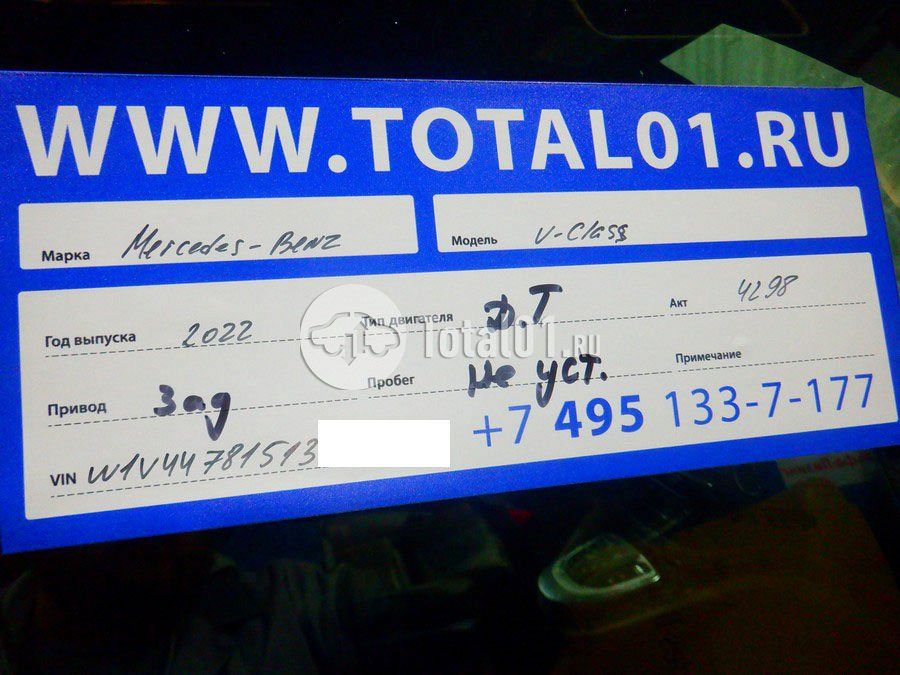 WWW.TOTAL01.RU
Марка Mercedes-Benz Модель V-Class
Год выпуска 2022 Тип двигателя Д.Т Акт 4298
Total01.RU
Привод Зад Пробег Не уст. Примечание
+7 495 133-7-177
VIN W1V44781513